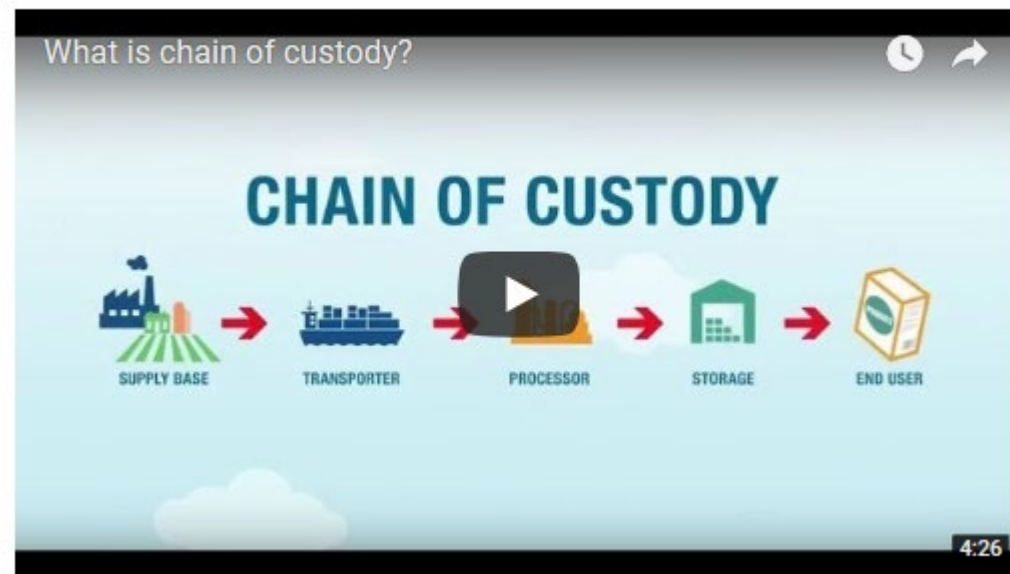 What is chain of custody?
CHAIN OF CUSTODY
SUPPLY BASE TRANSPORTER PROCESSOR STORAGE END USER
4:26